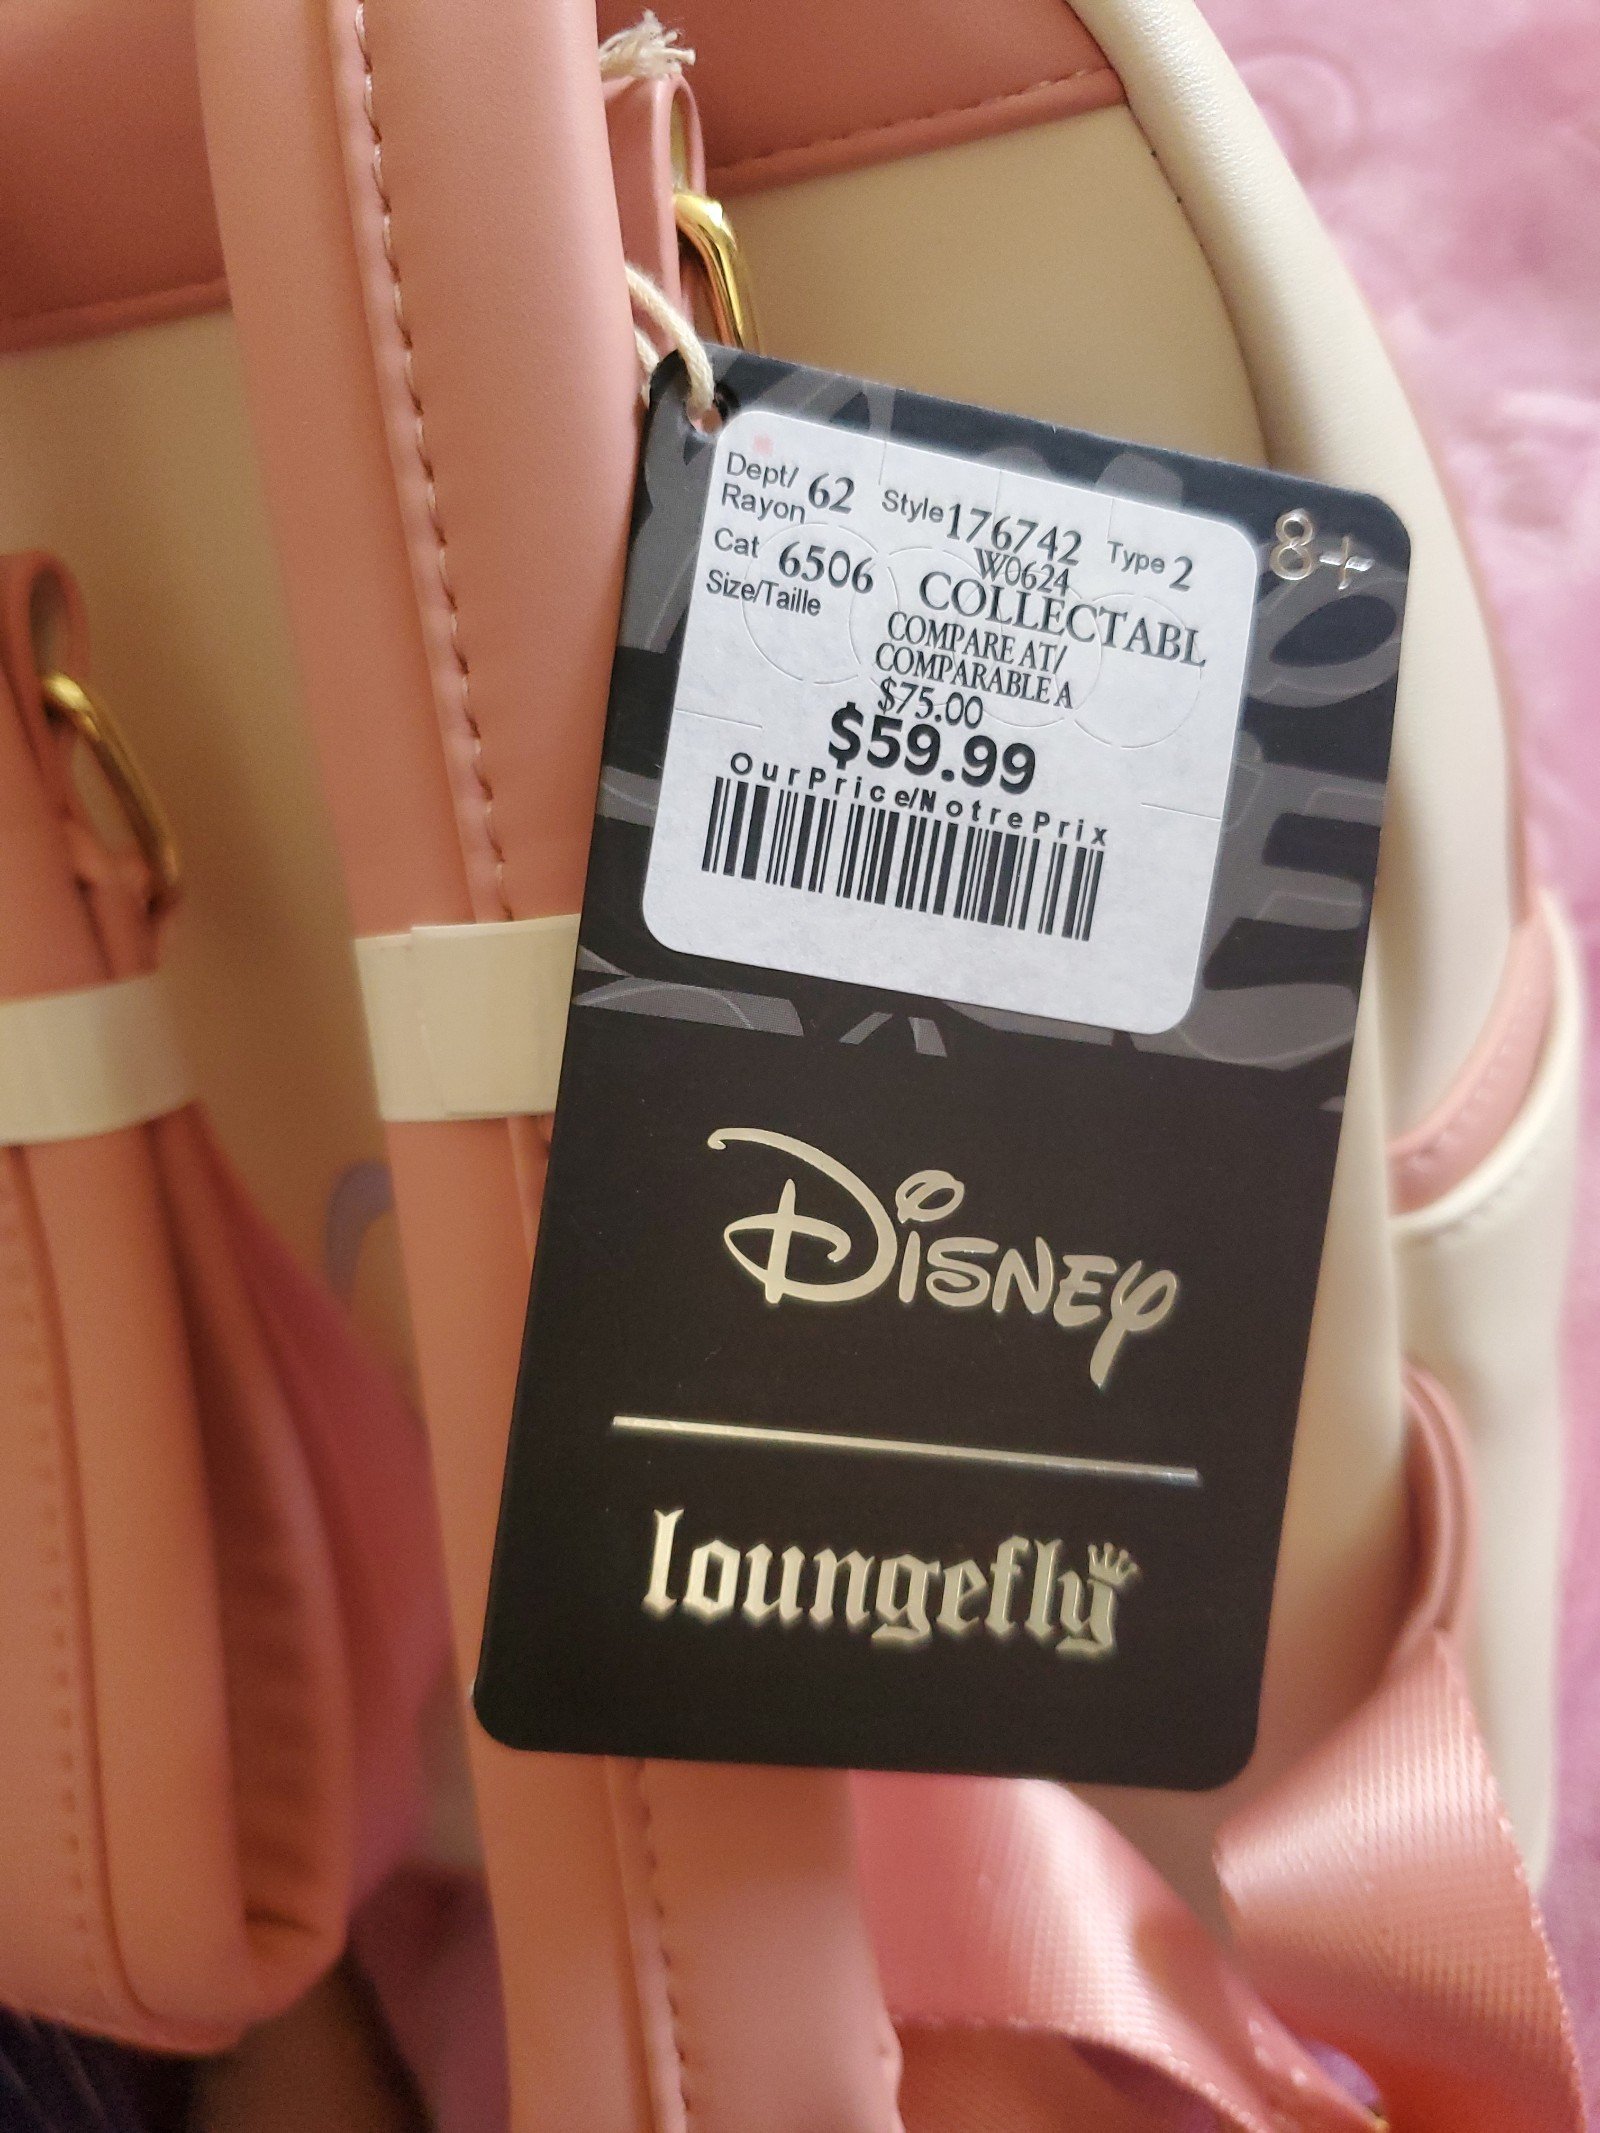 Dept/ 62 Style 176742 Type 2
Rayon
W0624
Cat 6506 COLLECTABL
Size/Taille
COMPARE AT/
COMPARABLE A
$75.00
$59.99
OurPrice/NotrePrix
8+
Disney
loungefly